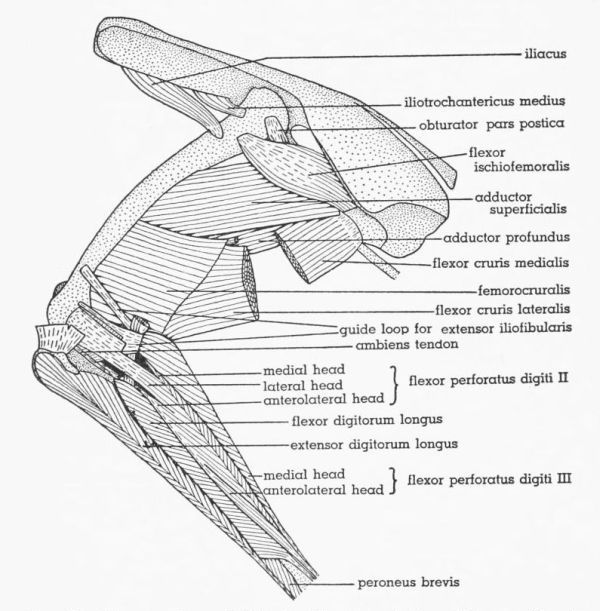 iliacus
iliotrochantericus medius
obturator pars postica
flexor
ischiofemoralis
adductor
superficialis
adductor profundus
flexor cruris medialis
femorocruralis
flexor cruris lateralis
guide loop for extensor iliofibularis
ambiens tendon
medial head
lateral head
anterolateral head
flexor perforatus digiti II
flexor digitorum longus
extensor digitorum longus
medial head
anterolateral head
flexor perforatus digiti III
peroneus brevis